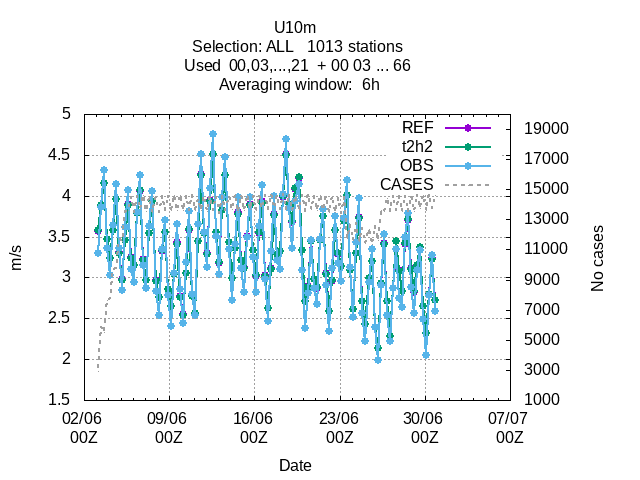 U10m
Selection: ALL   1013 stations
Used  00,03,...,21  + 00 03 ... 66
Averaging window:  6h
REF
t2h2
OBS
CASES
m/s
5
4.5
4
3.5
3
2.5
2
1.5
19000
17000
15000
13000
11000
9000
7000
5000
3000
1000
No cases
02/06 09/06 16/06 23/06 30/06 07/07
00Z 00Z 00Z 00Z 00Z 00Z
Date